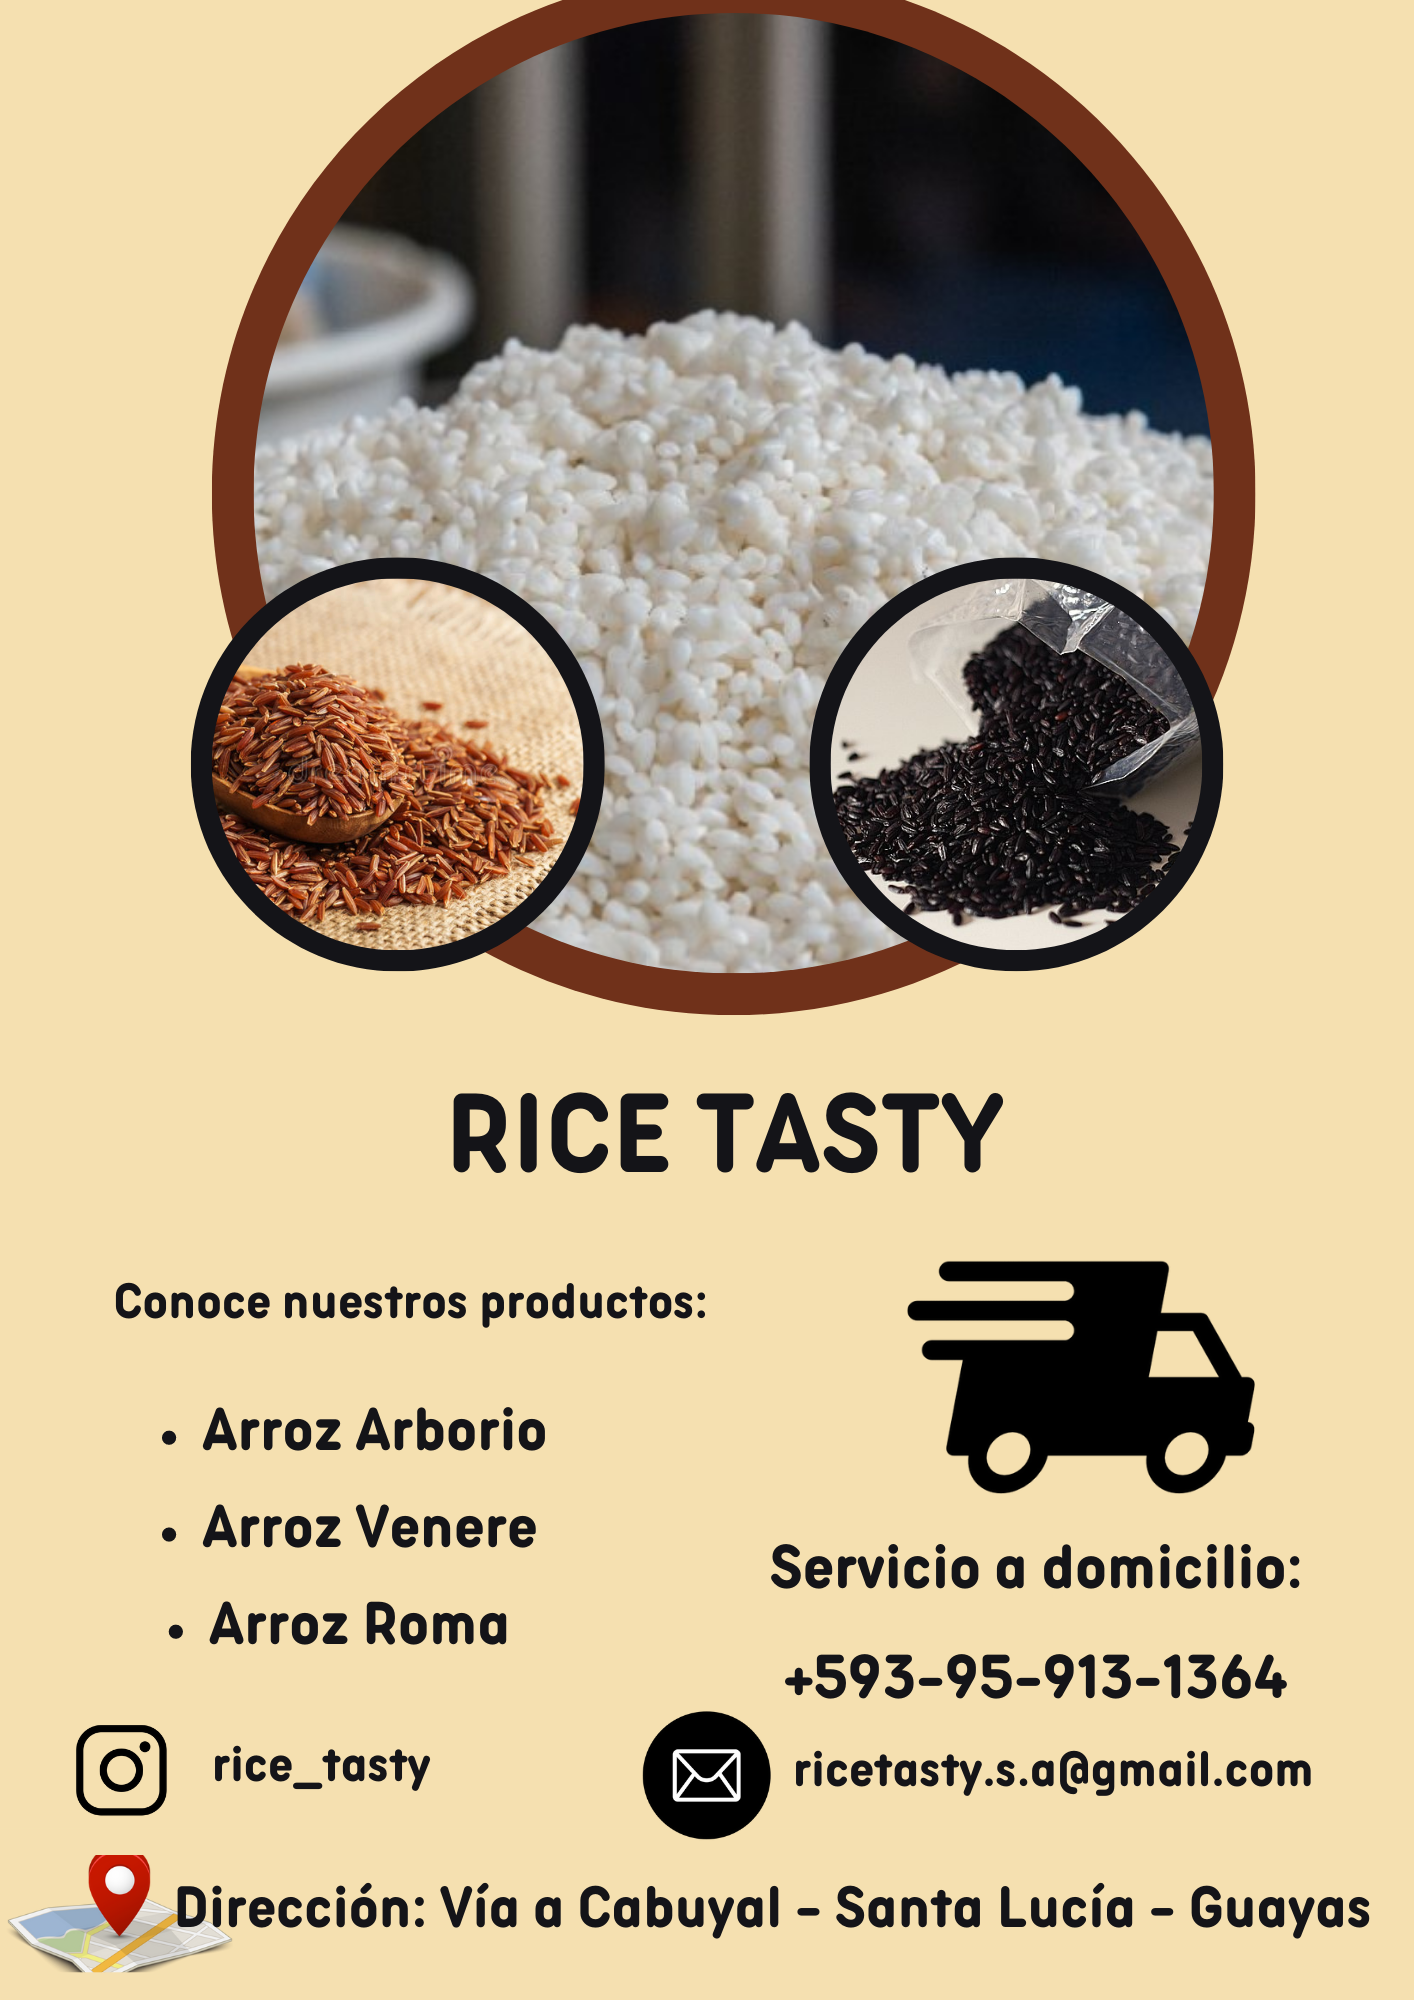 RICE TASTY
Conoce nuestros productos:
• Arroz Arborio
• Arroz Venere
• Arroz Roma
Servicio a domicilio:
+593-95-913-1364
rice_tasty
ricetasty.s.a@gmail.com
Dirección: Vía a Cabuyal - Santa Lucía - Guayas